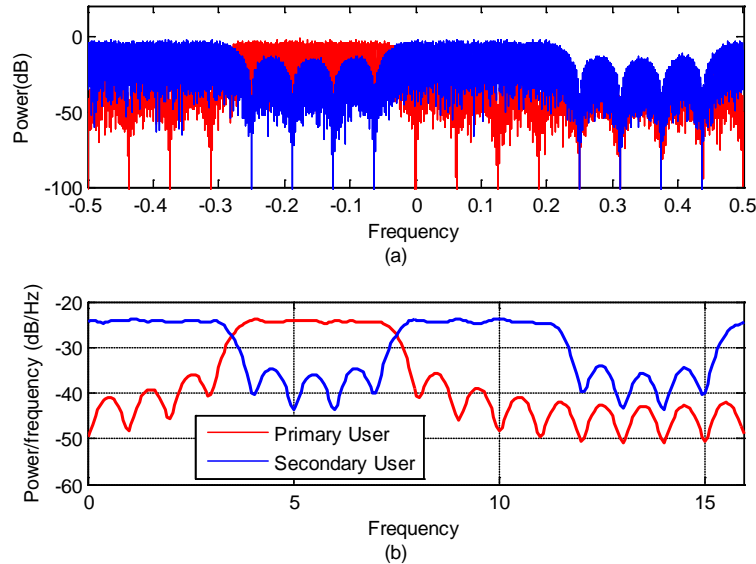 (a)
0
-50
-100
Power(dB)
-0.5 -0.4 -0.3 -0.2 -0.1 0 0.1 0.2 0.3 0.4 0.5
Frequency
(a)
-20
-30
-40
-50
-60
Power/frequency (dB/Hz)
Primary User
Secondary User
0 5 10 15
Frequency
(b)